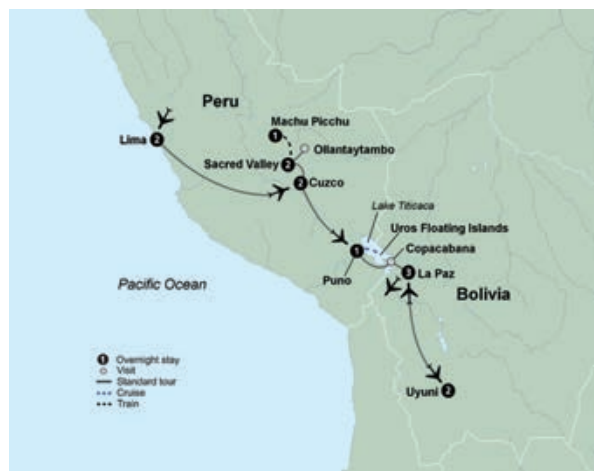 Peru
Machu Picchu
1
Ollantaytambo
Lima 2
Sacred Valley 2
2 Cuzco
Lake Titicaca
Uros Floating Islands
Copacabana
1
3 La Paz
Puno
Bolivia
Pacific Ocean
Uyuni 2
1 Overnight stay
Visit
Standard tour
Cruise
Train